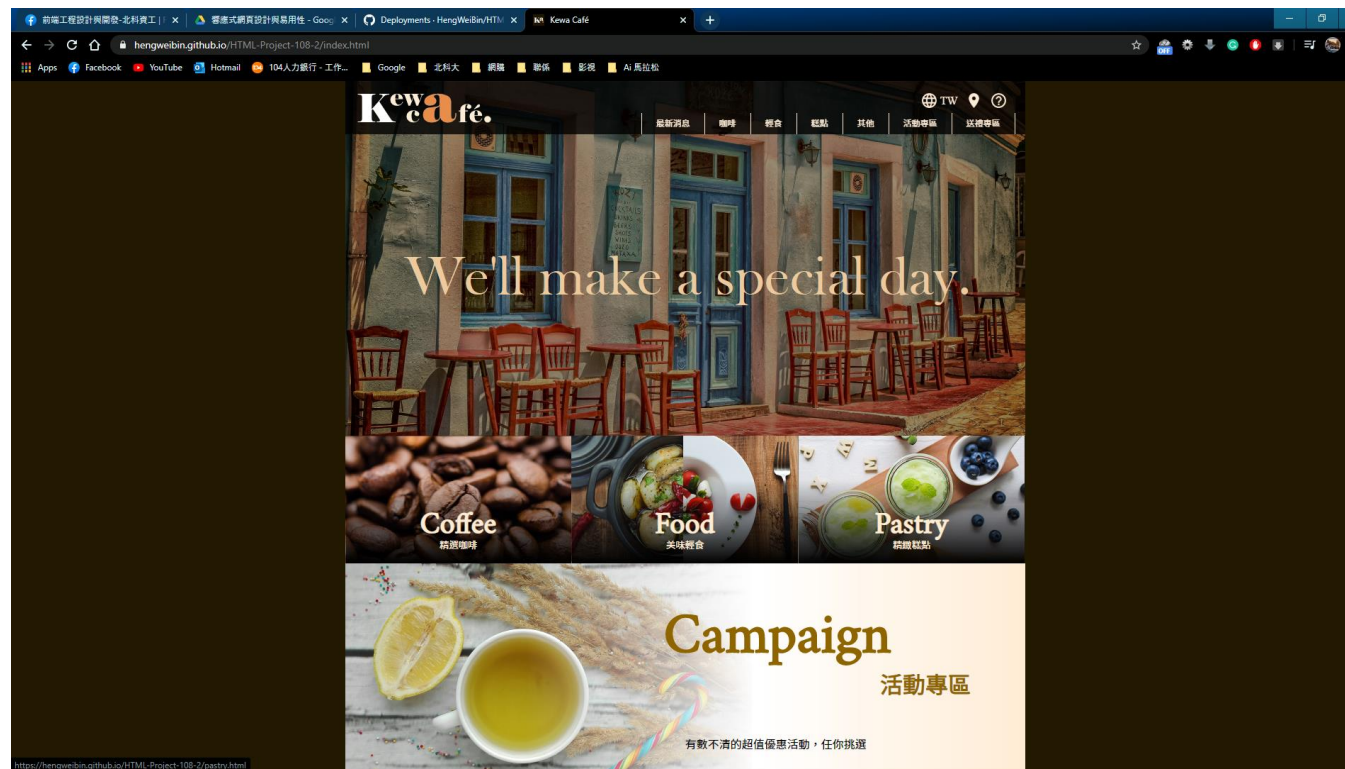 前端工程設計與開發-北科資工 |
響應式網頁設計與易用性 - Goog
Deployments · HengWeiBin/HTM
Kewa Café
hengweibin.github.io/HTML-Project-108-2/index.html
OFF
Apps
Facebook
YouTube
Hotmail
104人力銀行 - 工作...
Google
北科大
網購
聯係
影視
Ai 馬拉松
Kewa café.
TW
最新消息
咖啡
輕食
糕點
其他
活動專區
送禮專區
We'll make a special day.
Coffee
精選咖啡
Food
美味輕食
Pastry
精緻糕點
Campaign
活動專區
有數不清的超值優惠活動，任你挑選
https://hengweibin.github.io/HTML-Project-108-2/pastry.html